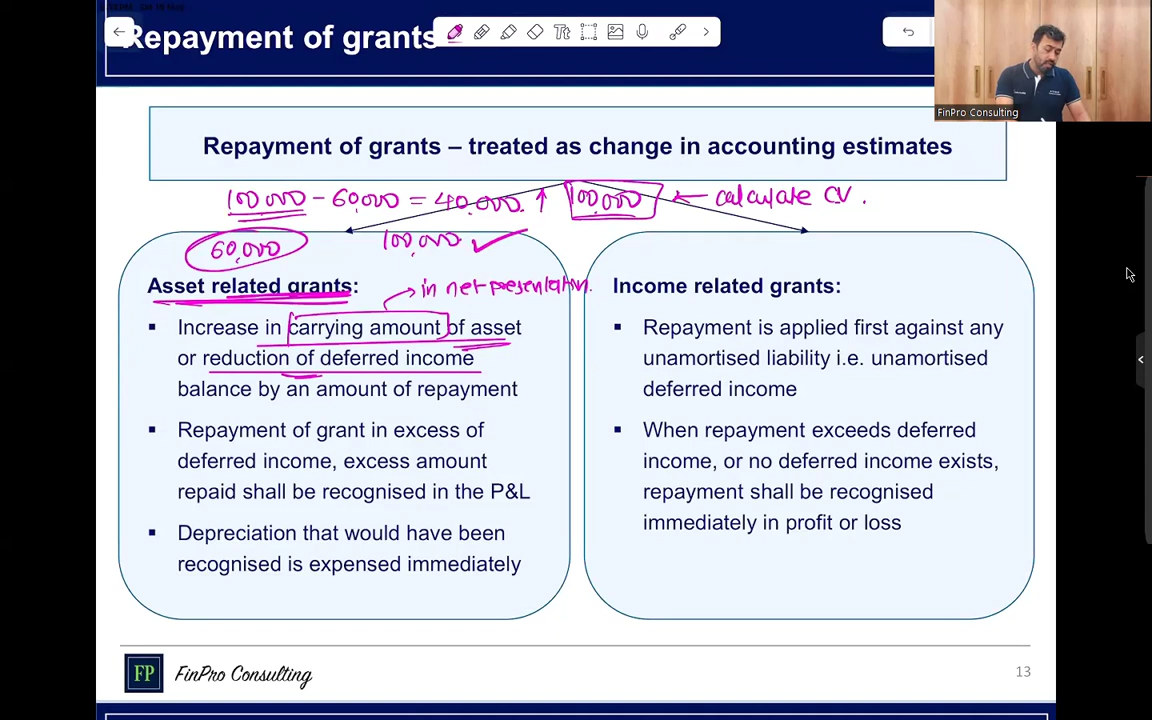 Repayment of grants
FinPro Consulting
Repayment of grants – treated as change in accounting estimates
100,000 - 60,000 = 40,000 ↑ 100,000 ← calculate CV.
60,000 100,000 ✓
Asset related grants:
→ in net presentation.
▪ Increase in carrying amount of asset
or reduction of deferred income
balance by an amount of repayment
▪ Repayment of grant in excess of
deferred income, excess amount
repaid shall be recognised in the P&L
▪ Depreciation that would have been
recognised is expensed immediately
Income related grants:
▪ Repayment is applied first against any
unamortised liability i.e. unamortised
deferred income
▪ When repayment exceeds deferred
income, or no deferred income exists,
repayment shall be recognised
immediately in profit or loss
FP FinPro Consulting
13